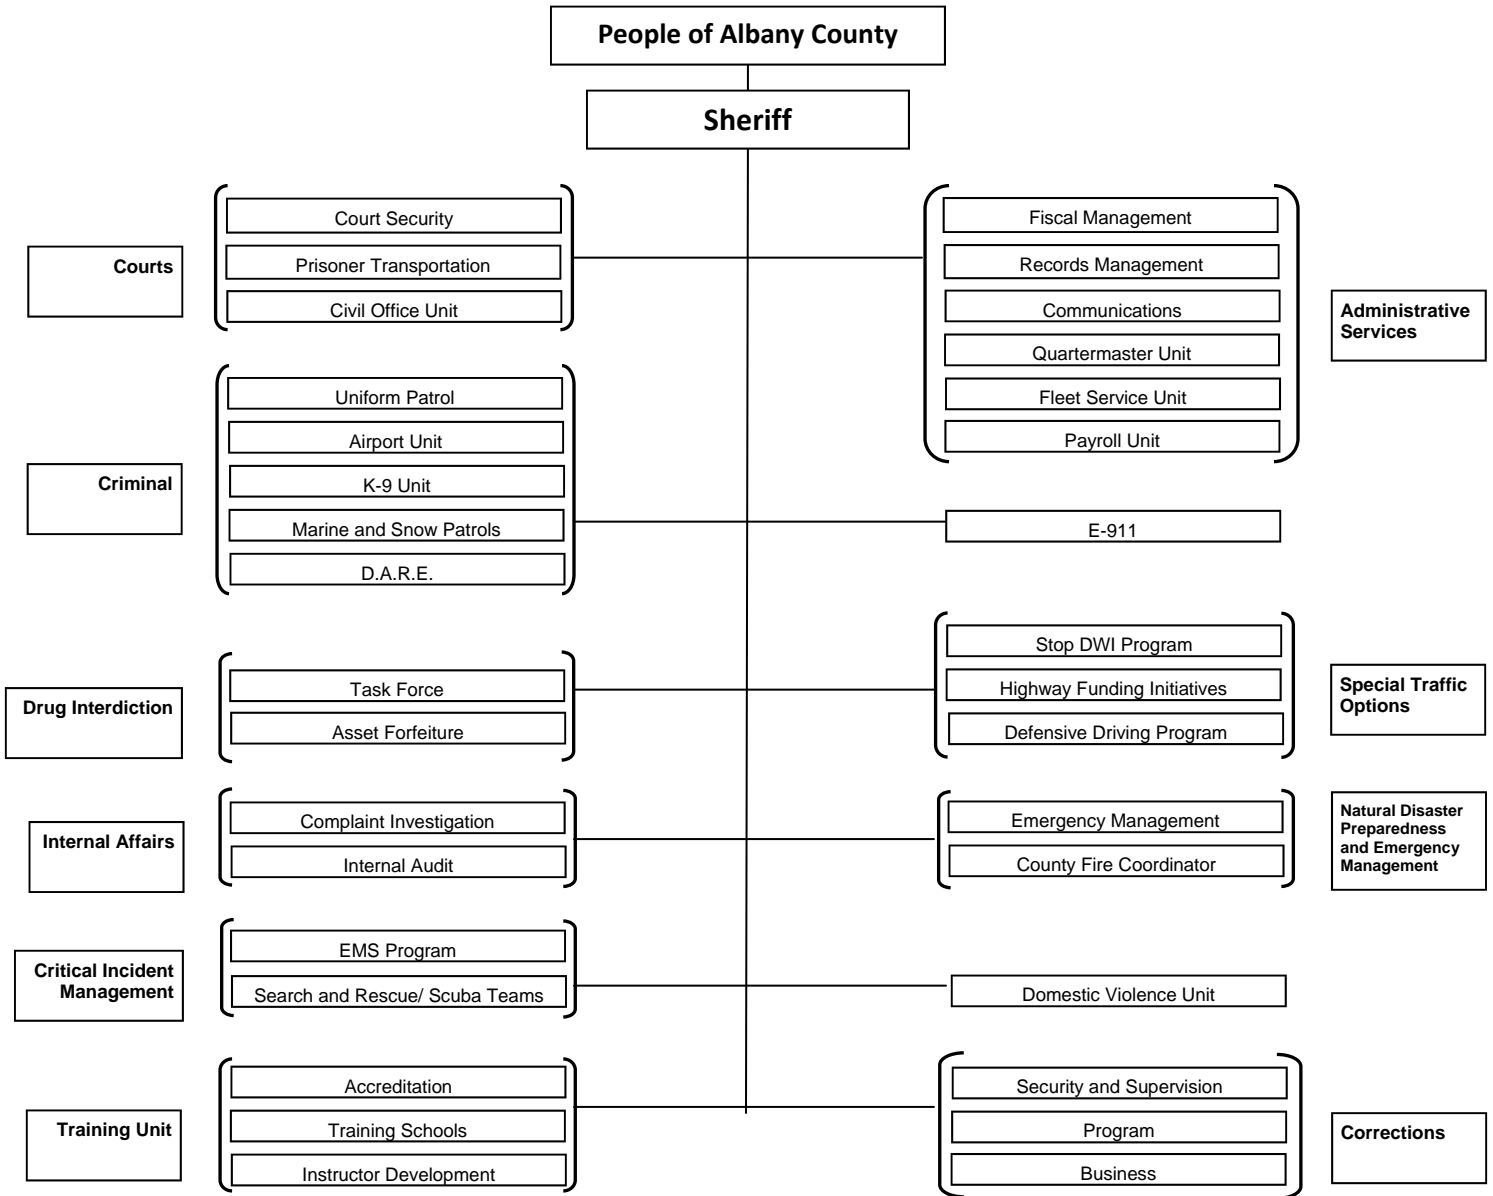 People of Albany County
Sheriff
Courts
Court Security
Prisoner Transportation
Civil Office Unit
Fiscal Management
Records Management
Communications
Quartermaster Unit
Fleet Service Unit
Payroll Unit
Administrative
Services
Criminal
Uniform Patrol
Airport Unit
K-9 Unit
Marine and Snow Patrols
D.A.R.E.
E-911
Drug Interdiction
Task Force
Asset Forfeiture
Stop DWI Program
Highway Funding Initiatives
Defensive Driving Program
Special Traffic
Options
Internal Affairs
Complaint Investigation
Internal Audit
Emergency Management
County Fire Coordinator
Natural Disaster
Preparedness
and Emergency
Management
Critical Incident
Management
EMS Program
Search and Rescue/ Scuba Teams
Domestic Violence Unit
Training Unit
Accreditation
Training Schools
Instructor Development
Security and Supervision
Program
Business
Corrections